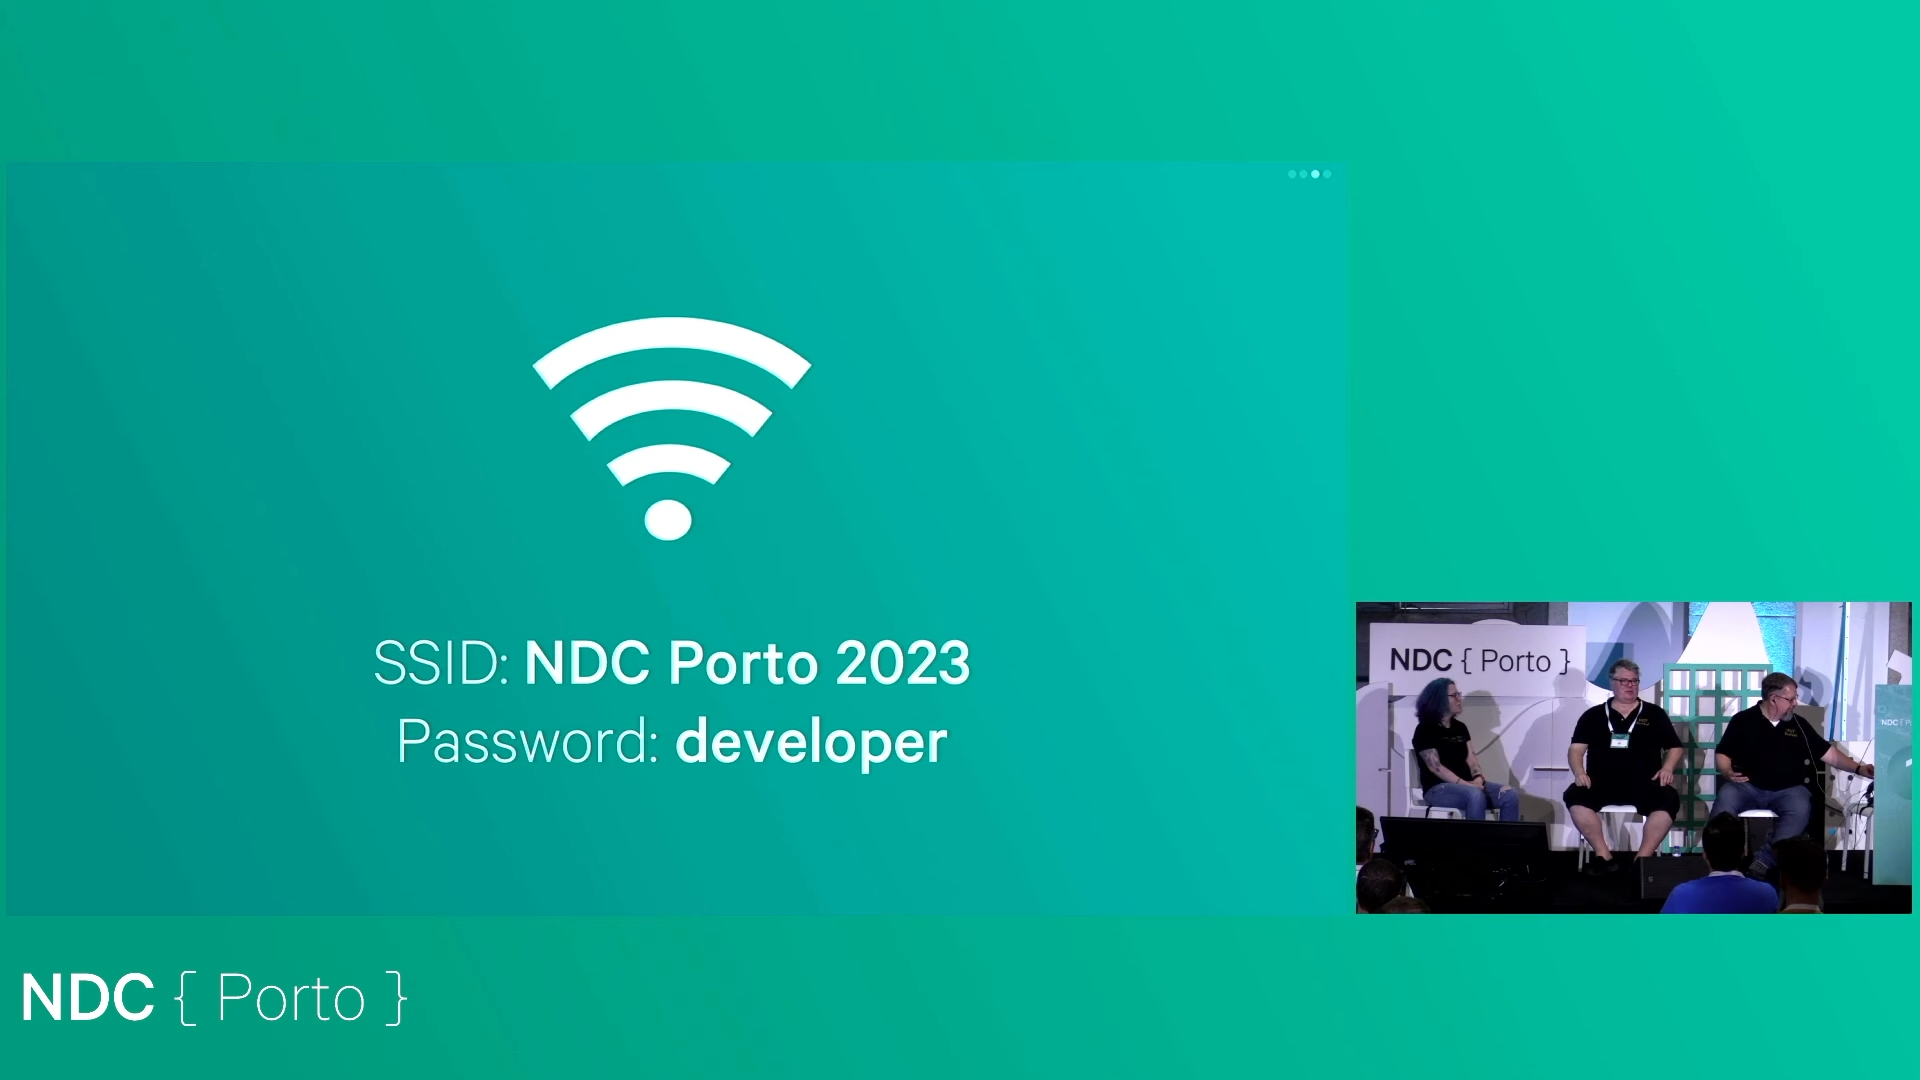 SSID: NDC Porto 2023
Password: developer
NDC { Porto }
NDC { Porto }